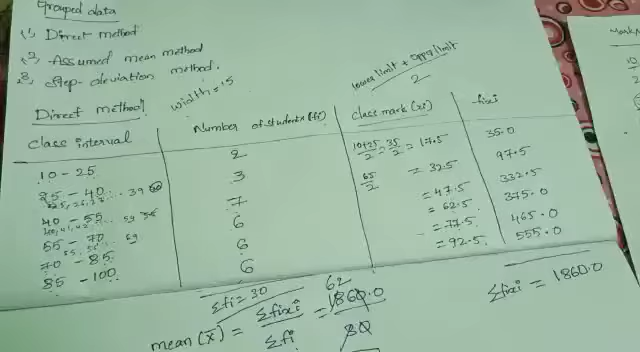 Grouped data
(1) Direct method
(2) Assumed mean method
(3) Step-deviation method.
Direct method width = 15
lower limit + upper limit
2
Class interval Number of students (fi) class mark (xi) fixi
10 - 25 2 10+25/2 = 35/2 = 17.5 35.0
25 - 40 3 65/2 = 32.5 97.5
40 - 55 7 = 47.5 332.5
55 - 70 6 = 62.5 375.0
70 - 85 6 = 77.5 465.0
85 - 100 6 = 92.5 555.0
Σfi = 30 Σfixi = 1860.0
62
mean (x̄) = Σfixi = 1860.0
Σfi 30
Mark
10
2